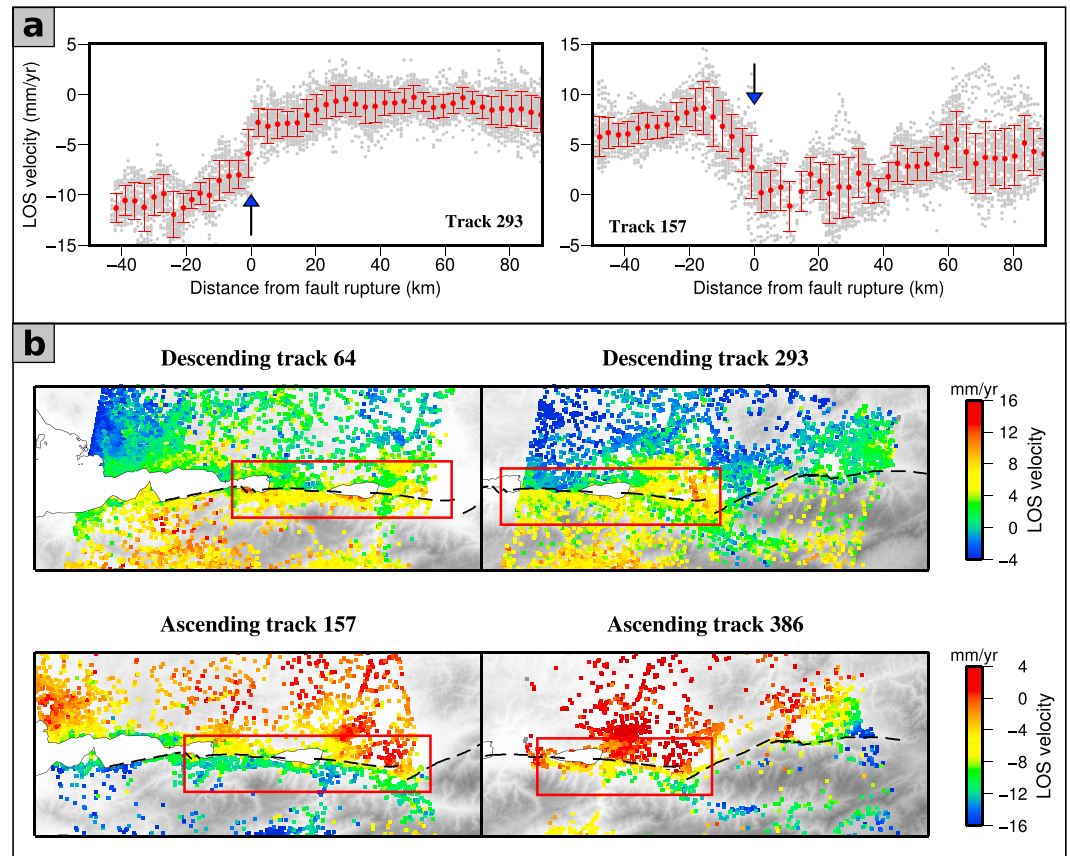 a
LOS velocity (mm/yr)
5
0
−5
−10
−15
−40 −20 0 20 40 60 80
Distance from fault rupture (km)
Track 293
15
10
5
0
−5
−40 −20 0 20 40 60 80
Distance from fault rupture (km)
Track 157
b
Descending track 64
Descending track 293
mm/yr
16
12
8
4
0
−4
LOS velocity
Ascending track 157
Ascending track 386
mm/yr
4
0
−4
−8
−12
−16
LOS velocity